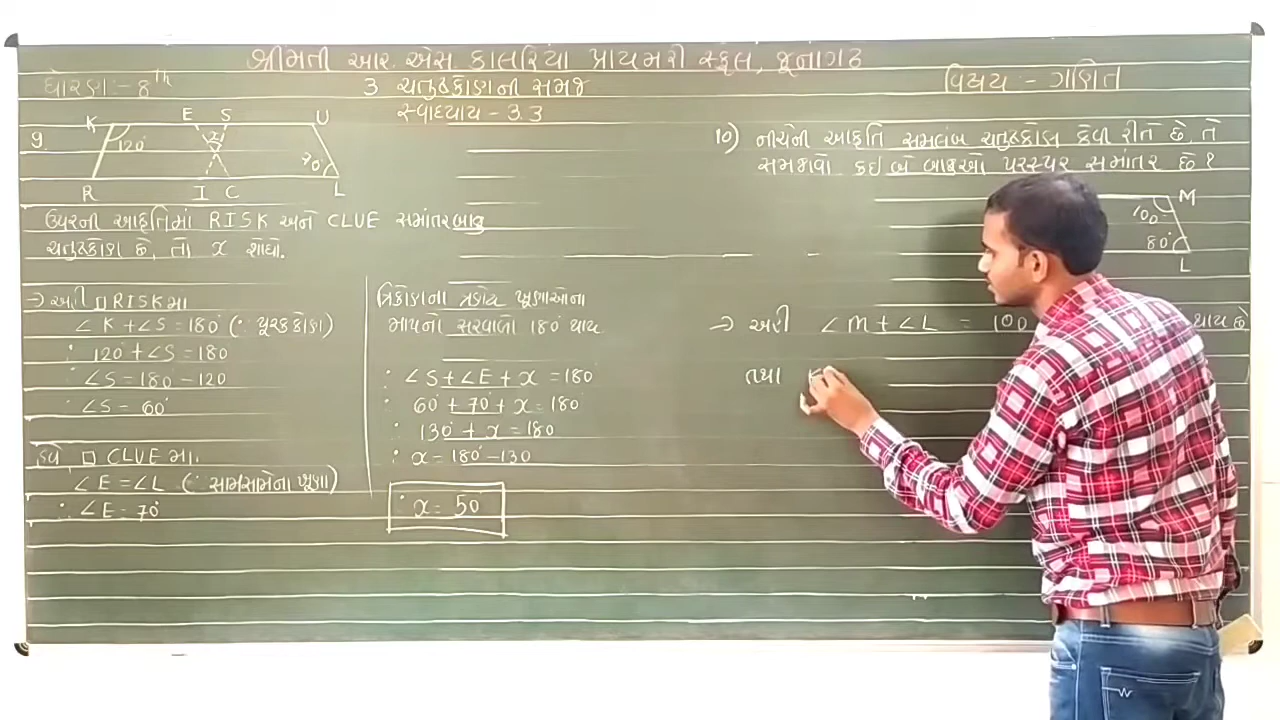 શ્રીમતી આર. એસ. કાલરિયા પ્રાયમરી સ્કૂલ, જૂનાગઢ
ધોરણ :- 8th
3 ચતુષ્કોણની સમજ
વિષય :- ગણિત
સ્વાધ્યાય - 3.3
9.
K E S U
120° x 70°
R I C L
ઉપરની આકૃતિમાં RISK અને CLUE સમાંતરબાજુ
ચતુષ્કોણ છે, તો x શોધો.
→ અહી □ RISK માં
∠K + ∠S = 180° (∵ પૂરકકોણ)
∴ 120° + ∠S = 180
∴ ∠S = 180 - 120
∴ ∠S = 60°
હવે, □ CLUE માં.
∠E = ∠L (∵ સામસામેના ખૂણા)
∴ ∠E = 70°
ત્રિકોણના ત્રણેય ખૂણાઓના
માપનો સરવાળો 180° થાય
∴ ∠S + ∠E + x = 180°
∴ 60° + 70° + x = 180°
∴ 130° + x = 180
∴ x = 180° - 130
∴ x = 50°
10) નીચેની આકૃતિ સમલંબ ચતુષ્કોણ કેવી રીતે છે, તે
સમજાવો. કઈ બે બાજુઓ પરસ્પર સમાંતર છે?
M
100°
80°
L
→ અહી ∠M + ∠L = 100 થાય છે
તથા K